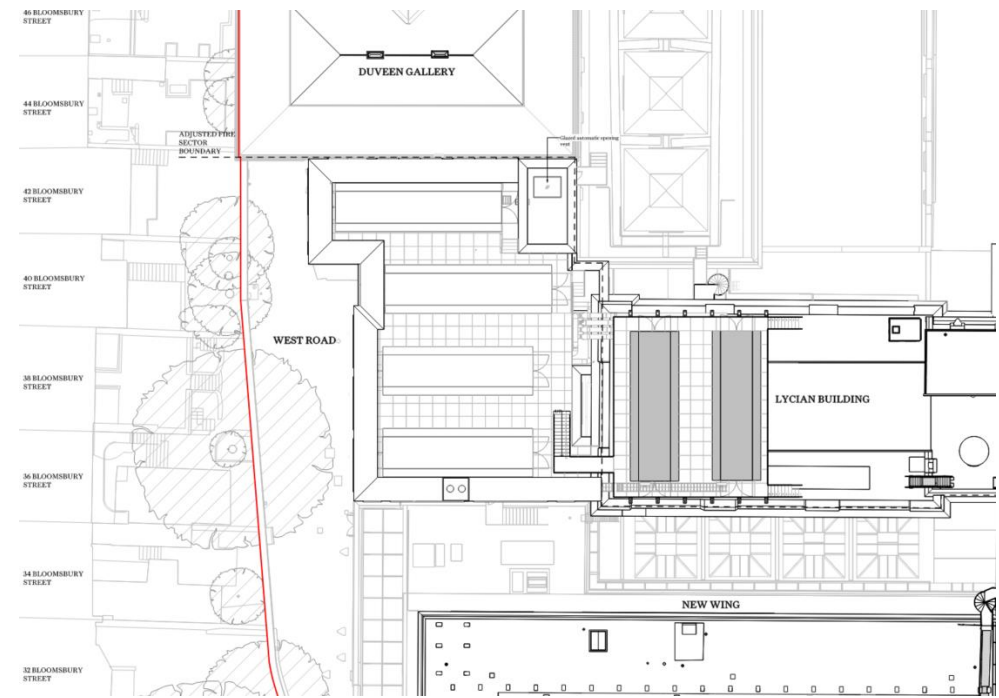 46 BLOOMSBURY
STREET
DUVEEN GALLERY
44 BLOOMSBURY
STREET
ADJUSTED FIRE
SECTOR
BOUNDARY
Glazed automatic opening
vent
42 BLOOMSBURY
STREET
40 BLOOMSBURY
STREET
WEST ROAD
38 BLOOMSBURY
STREET
LYCIAN BUILDING
36 BLOOMSBURY
STREET
34 BLOOMSBURY
STREET
NEW WING
32 BLOOMSBURY
STREET